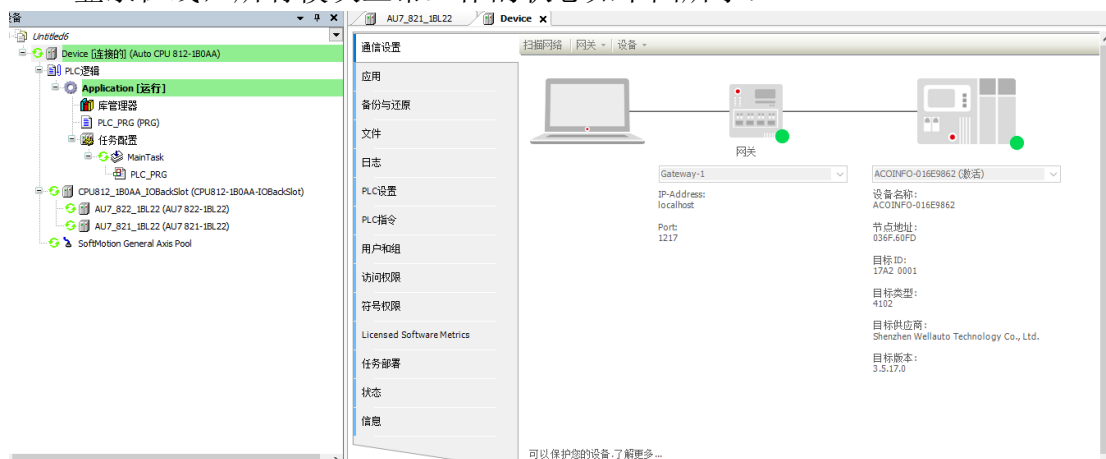 AU7_821_1BL22
Device
Untitled6
Device [连接的] (Auto CPU 812-1B0AA)
PLC逻辑
Application [运行]
库管理器
PLC_PRG (PRG)
任务配置
MainTask
PLC_PRG
CPU812_1B0AA_IOBackSlot (CPU812-1B0AA-IOBackSlot)
AU7_822_1BL22 (AU7 822-1BL22)
AU7_821_1BL22 (AU7 821-1BL22)
SoftMotion General Axis Pool
通信设置
应用
备份与还原
文件
日志
PLC设置
PLC指令
用户和组
访问权限
符号权限
Licensed Software Metrics
任务部署
状态
信息
扫描网络 网关 设备
网关
Gateway-1
IP-Address:
localhost
Port:
1217
ACOINFO-016E9862 (激活)
设备名称:
ACOINFO-016E9862
节点地址:
036F.60FD
目标ID:
17A2 0001
目标类型:
4102
目标供应商:
Shenzhen Wellauto Technology Co., Ltd.
目标版本:
3.5.17.0
可以保护您的设备.了解更多...